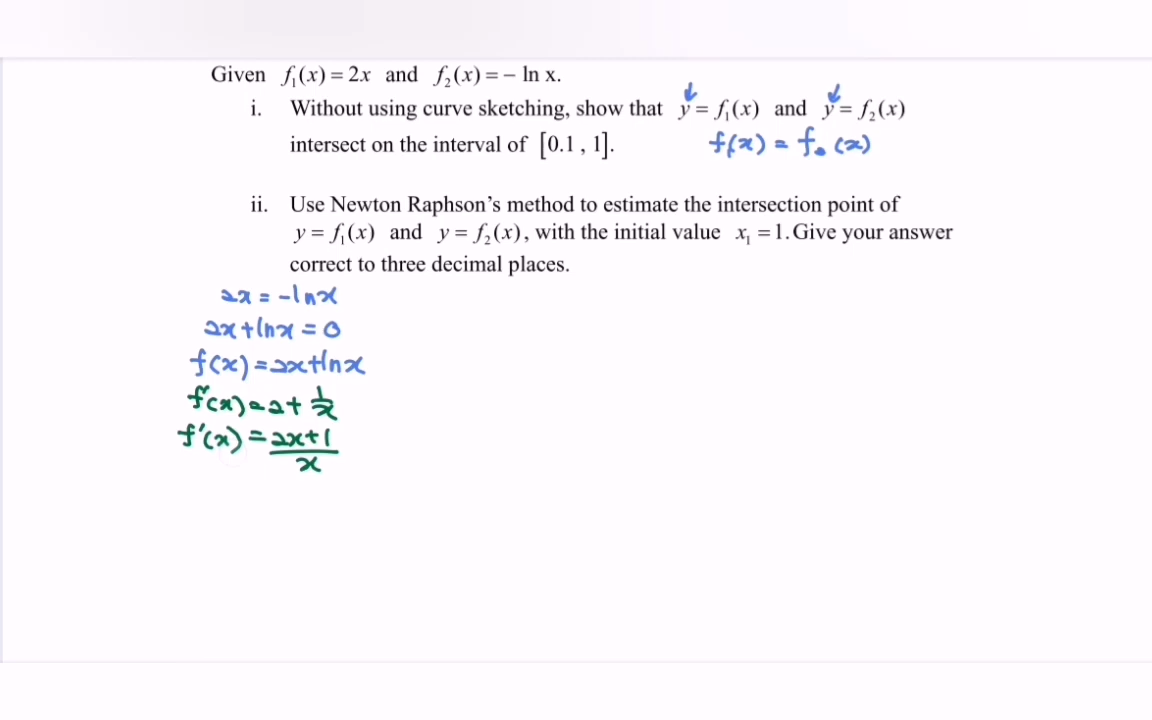 Given f₁(x) = 2x and f₂(x) = − ln x.
i. Without using curve sketching, show that y = f₁(x) and y = f₂(x)
intersect on the interval of [0.1 , 1].
f(x) = f.(x)
ii. Use Newton Raphson’s method to estimate the intersection point of
y = f₁(x) and y = f₂(x), with the initial value x₁ = 1. Give your answer
correct to three decimal places.
2x = -lnx
2x + lnx = 0
f(x) = 2x + lnx
f'(x) = 2 + 1/x
f'(x) = 2x+1/x